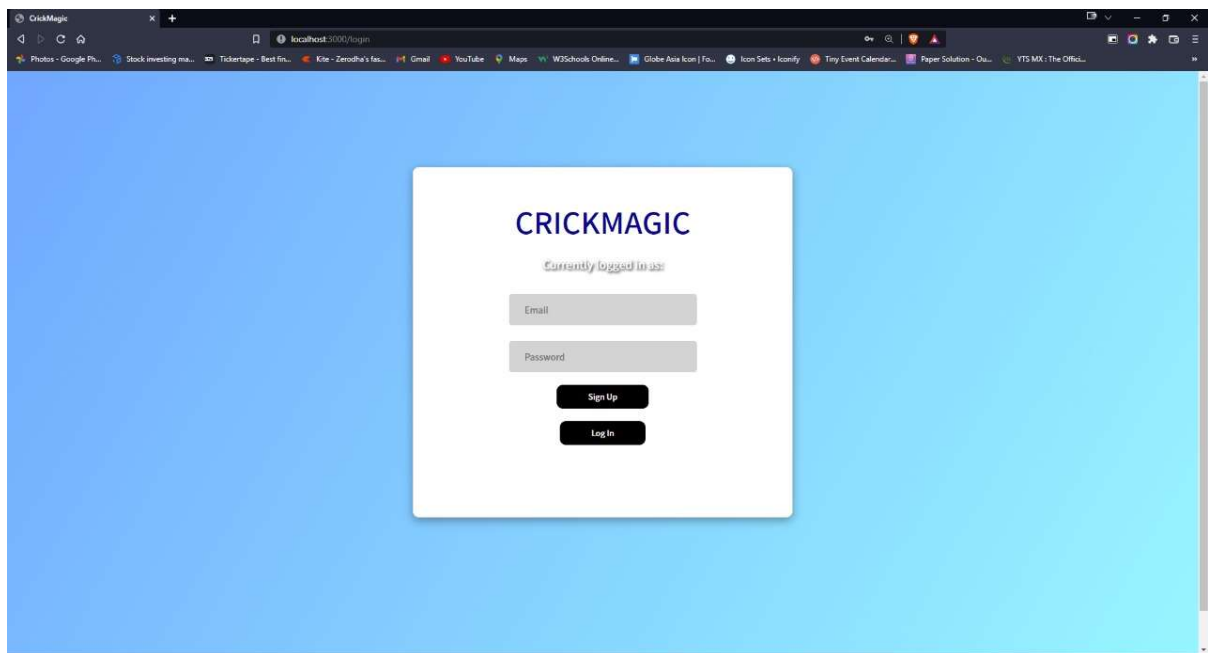 CrickMagic
localhost:3000/login
Photos - Google Ph... Stock investing ma... Tickertape - Best fin... Kite - Zerodha's fas... Gmail YouTube Maps W3Schools Online... Globe Asia Icon | Fo... Icon Sets • Iconify Tiny Event Calendar... Paper Solution - Ou... YTS MX : The Offici...
CRICKMAGIC
Currently logged in as:
Email
Password
Sign Up
Log In